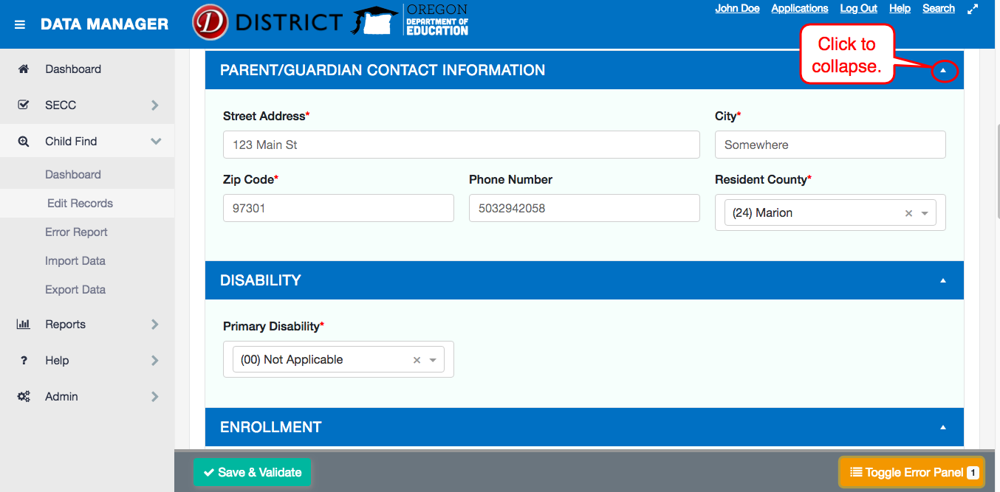 DATA MANAGER
D DISTRICT
OREGON
DEPARTMENT OF
EDUCATION
John Doe Applications Log Out Help Search
Click to
collapse.
Dashboard
SECC
Child Find
Dashboard
Edit Records
Error Report
Import Data
Export Data
Reports
? Help
Admin
PARENT/GUARDIAN CONTACT INFORMATION
Street Address* City*
123 Main St Somewhere
Zip Code* Phone Number Resident County*
97301 5032942058 (24) Marion
DISABILITY
Primary Disability*
(00) Not Applicable
ENROLLMENT
Save & Validate Toggle Error Panel 1